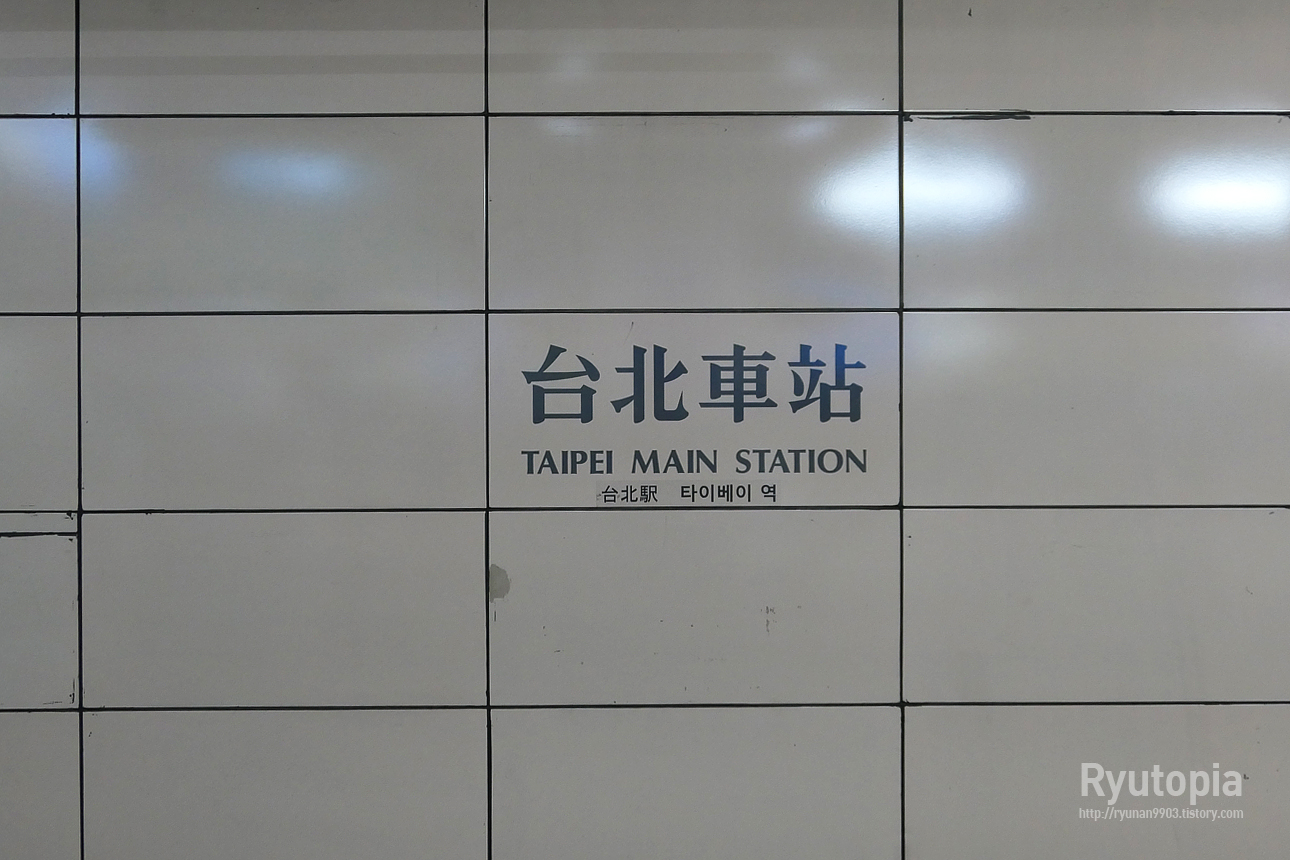 台北車站
TAIPEI MAIN STATION
台北駅 타이베이 역
Ryutopia
http://ryunan9903.tistory.com